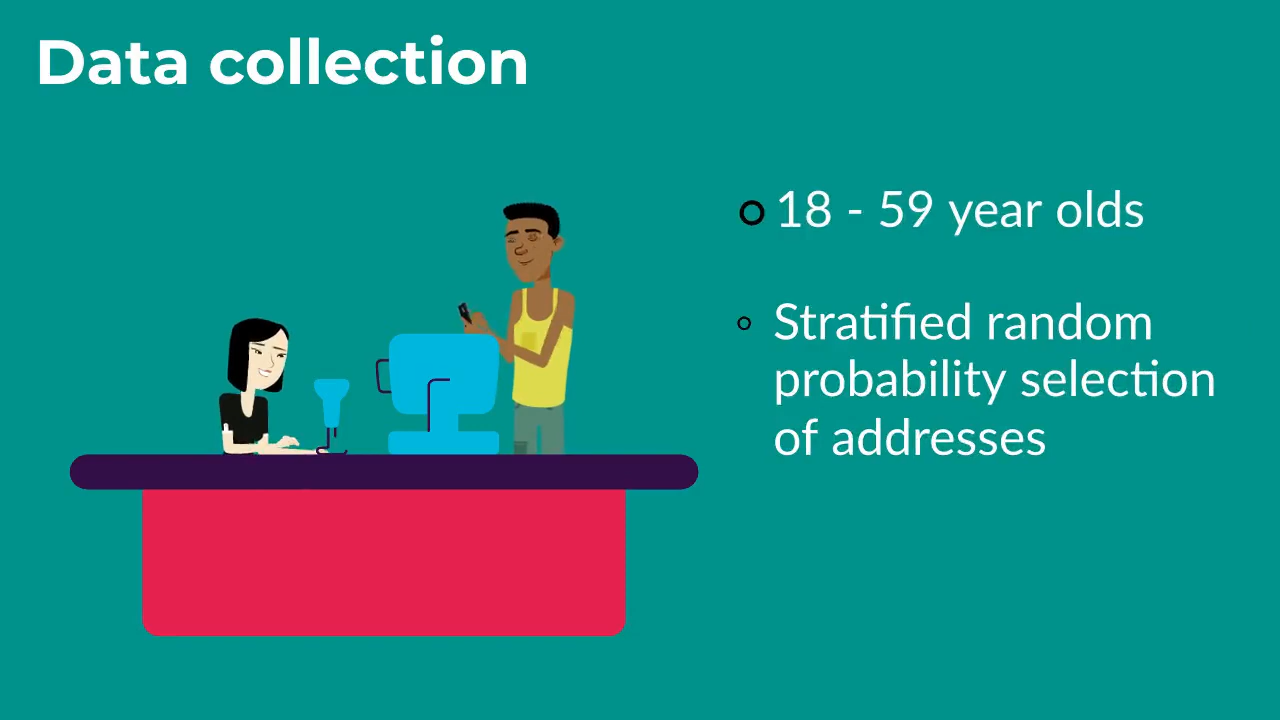 Data collection
18 - 59 year olds
Stratified random
probability selection
of addresses